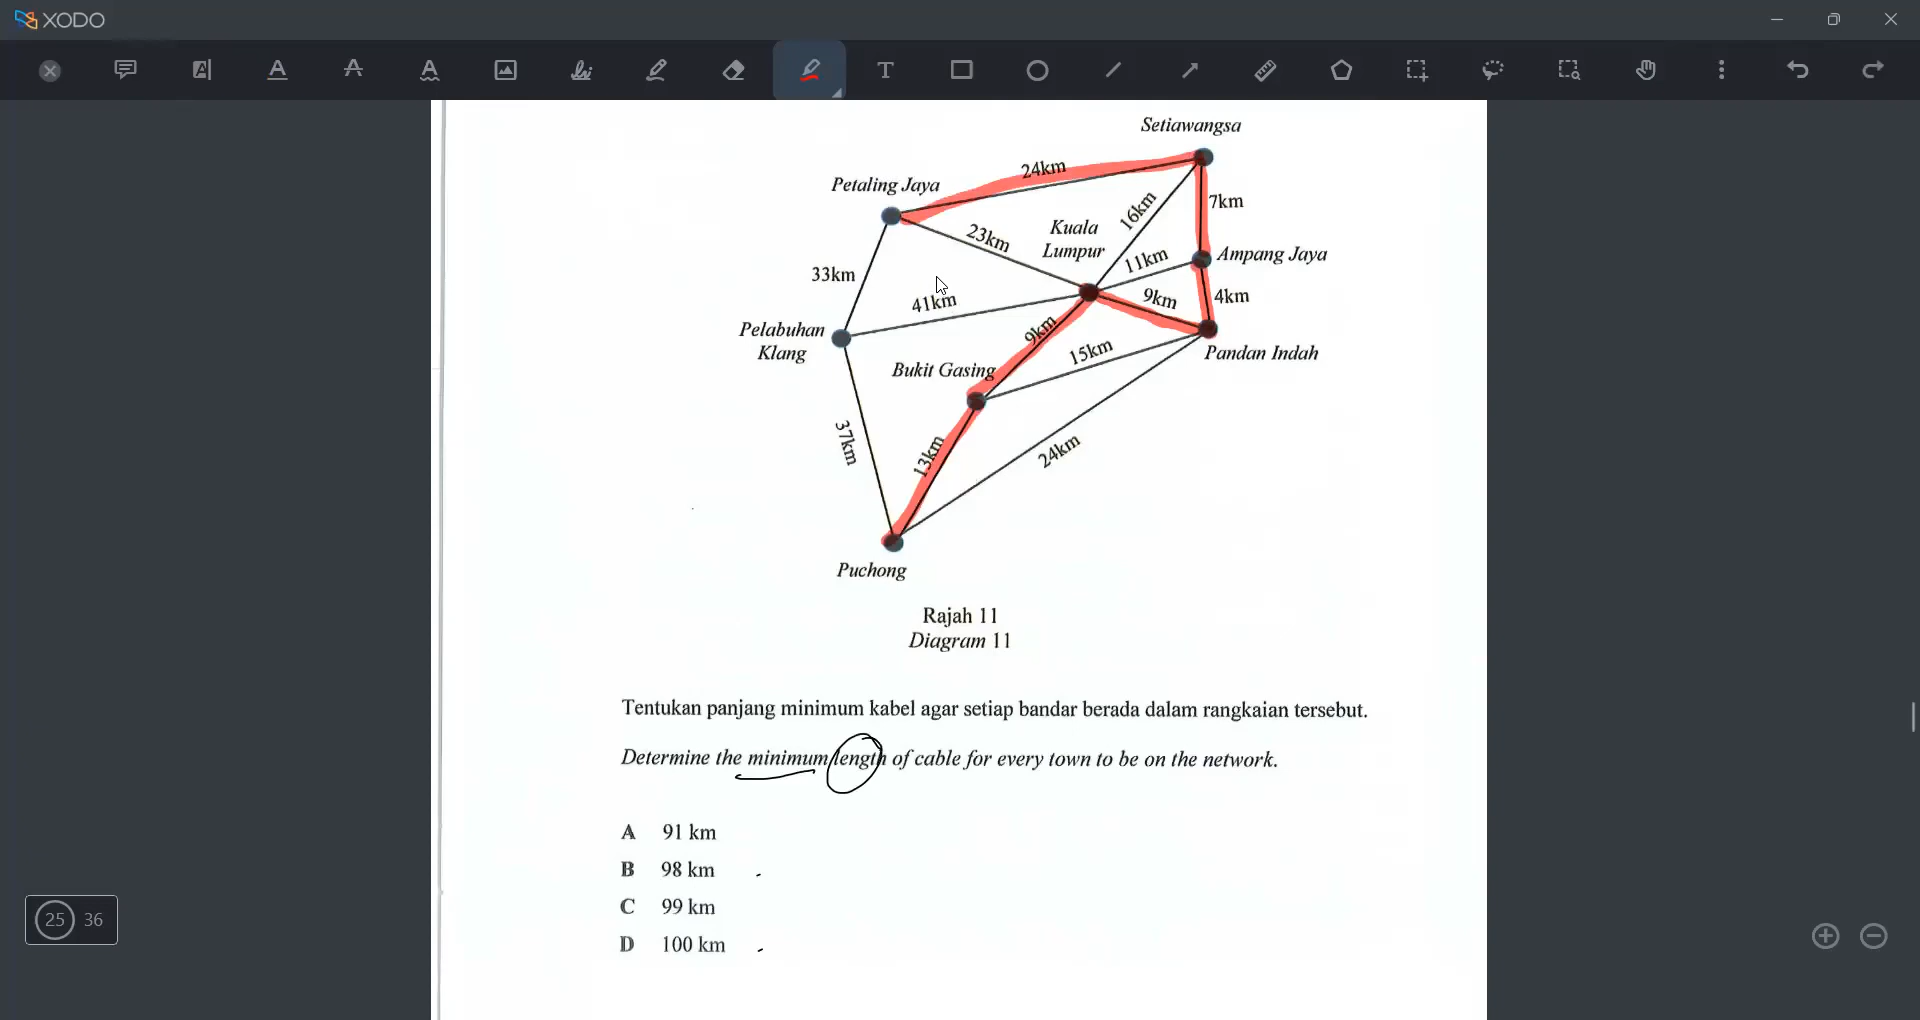 XODO
T
Setiawangsa
24km
Petaling Jaya
7km
16km
Kuala
Lumpur
23km
Ampang Jaya
11km
33km
41km
9km
4km
Pelabuhan
Klang
9km
15km
Pandan Indah
Bukit Gasing
37km
13km
24km
Puchong
Rajah 11
Diagram 11
Tentukan panjang minimum kabel agar setiap bandar berada dalam rangkaian tersebut.
Determine the minimum length of cable for every town to be on the network.
A 91 km
B 98 km
C 99 km
D 100 km
25 36